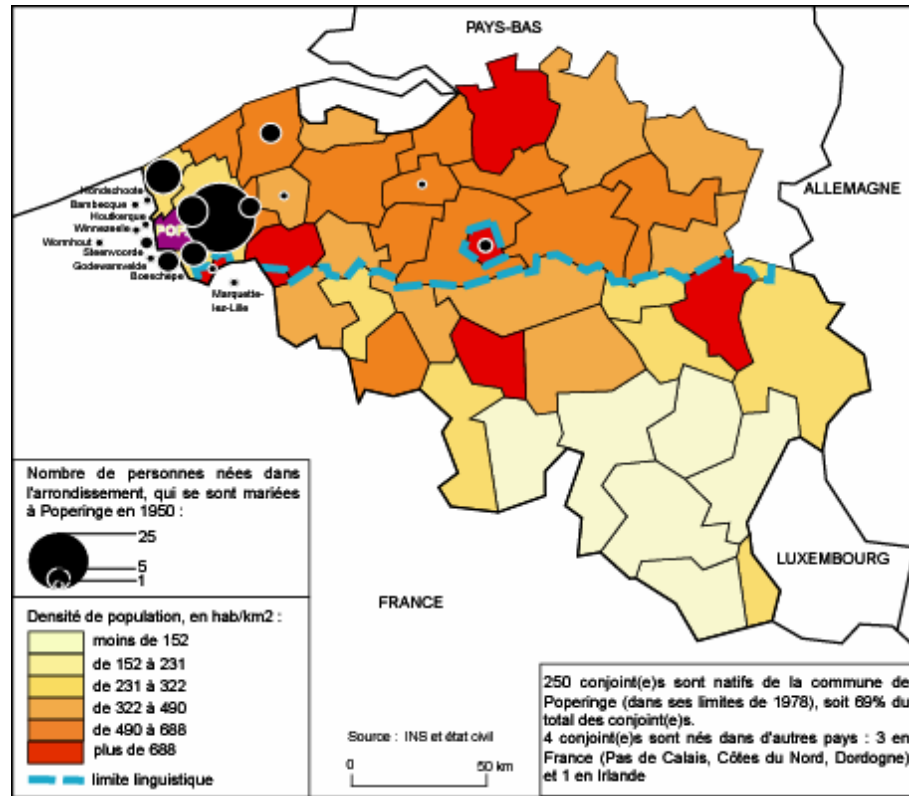 PAYS-BAS
ALLEMAGNE
Hondschoote
Bambecque
Houtkerque
Winnezeele
Wormhout
Steenvoorde
Godewaersvelde
Boeschèpe
POP
Marquette-
lez-Lille
LUXEMBOURG
FRANCE
Nombre de personnes nées dans
l'arrondissement, qui se sont mariées
à Poperinge en 1950 :
25
5
1
Densité de population, en hab/km2 :
moins de 152
de 152 à 231
de 231 à 322
de 322 à 490
de 490 à 688
plus de 688
limite linguistique
Source : INS et état civil
0 50 km
250 conjoint(e)s sont natifs de la commune de
Poperinge (dans ses limites de 1978), soit 69% du
total des conjoint(e)s.
4 conjoint(e)s sont nés dans d'autres pays : 3 en
France (Pas de Calais, Côtes du Nord, Dordogne)
et 1 en Irlande